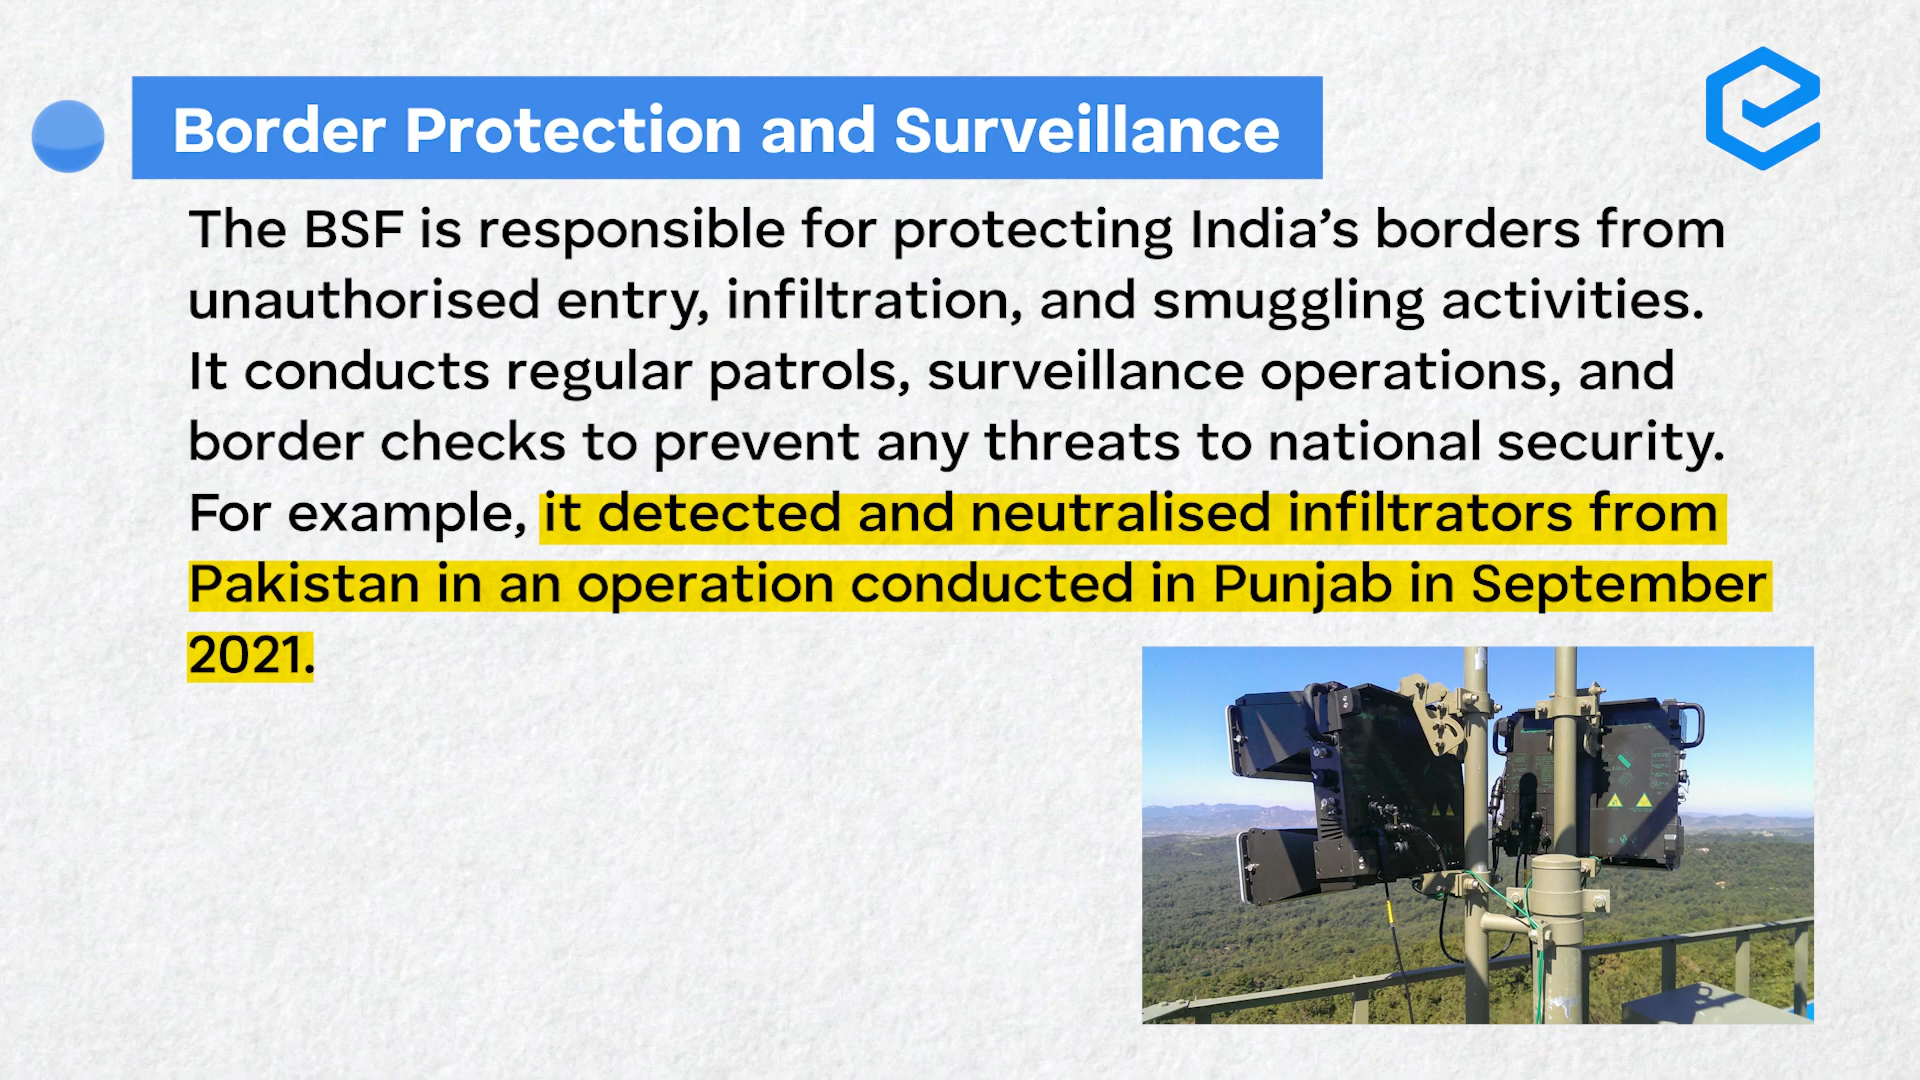 Border Protection and Surveillance
The BSF is responsible for protecting India’s borders from
unauthorised entry, infiltration, and smuggling activities.
It conducts regular patrols, surveillance operations, and
border checks to prevent any threats to national security.
For example, it detected and neutralised infiltrators from
Pakistan in an operation conducted in Punjab in September
2021.